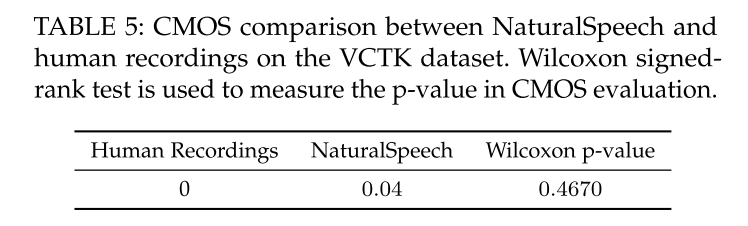 TABLE 5: CMOS comparison between NaturalSpeech and
human recordings on the VCTK dataset. Wilcoxon signed-
rank test is used to measure the p-value in CMOS evaluation.
Human Recordings NaturalSpeech Wilcoxon p-value
0 0.04 0.4670